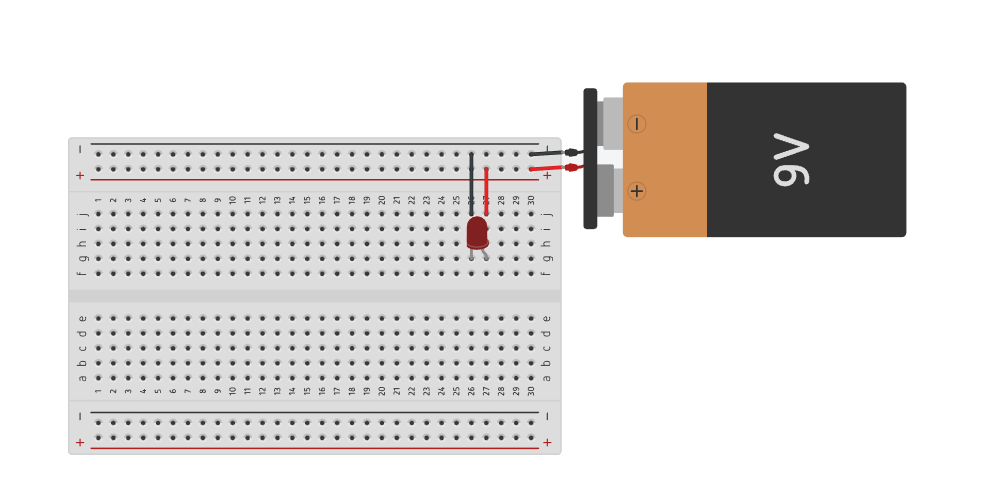 − −
+ +
1 2 3 4 5 6 7 8 9 10 11 12 13 14 15 16 17 18 19 20 21 22 23 24 25 26 27 28 29 30
j j
i i
h h
g g
f f
e e
d d
c c
b b
a a
1 2 3 4 5 6 7 8 9 10 11 12 13 14 15 16 17 18 19 20 21 22 23 24 25 26 27 28 29 30
− −
+ +
−
+
9V